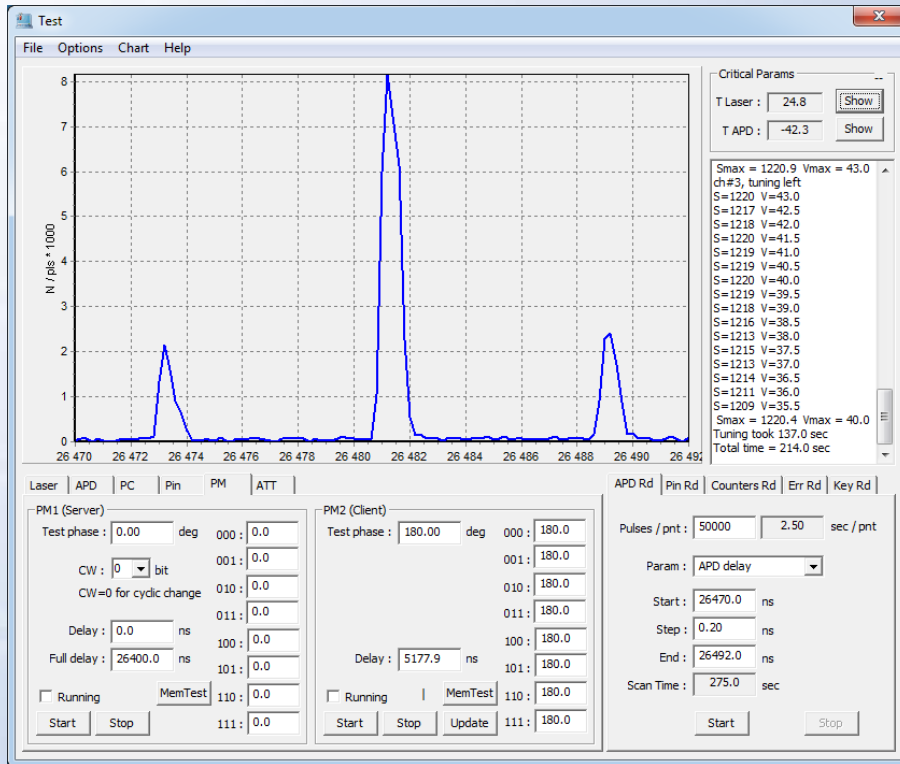 Test
File Options Chart Help
8
7
6
5
4
3
2
1
0
N / pls * 1000
26 470 26 472 26 474 26 476 26 478 26 480 26 482 26 484 26 486 26 488 26 490 26 492
Critical Params --
T Laser : 24.8 Show
T APD : -42.3 Show
Smax = 1220.9 Vmax = 43.0
ch#3, tuning left
S=1220 V=43.0
S=1217 V=42.5
S=1218 V=42.0
S=1220 V=41.5
S=1219 V=41.0
S=1219 V=40.5
S=1220 V=40.0
S=1219 V=39.5
S=1218 V=39.0
S=1216 V=38.5
S=1213 V=38.0
S=1215 V=37.5
S=1213 V=37.0
S=1214 V=36.5
S=1211 V=36.0
S=1209 V=35.5
Smax = 1220.4 Vmax = 40.0
Tuning took 137.0 sec
Total time = 214.0 sec
Laser APD PC Pin PM ATT
PM1 (Server)
Test phase : 0.00 deg
CW : 0 bit
CW=0 for cyclic change
Delay : 0.0 ns
Full delay : 26400.0 ns
Running MemTest
Start Stop
000 : 0.0
001 : 0.0
010 : 0.0
011 : 0.0
100 : 0.0
101 : 0.0
110 : 0.0
111 : 0.0
PM2 (Client)
Test phase : 180.00 deg
Delay : 5177.9 ns
Running | MemTest
Start Stop Update
000 : 180.0
001 : 180.0
010 : 180.0
011 : 180.0
100 : 180.0
101 : 180.0
110 : 180.0
111 : 180.0
APD Rd Pin Rd Counters Rd Err Rd Key Rd
Pulses / pnt : 50000 2.50 sec / pnt
Param : APD delay
Start : 26470.0 ns
Step : 0.20 ns
End : 26492.0 ns
Scan Time : 275.0 sec
Start Stop